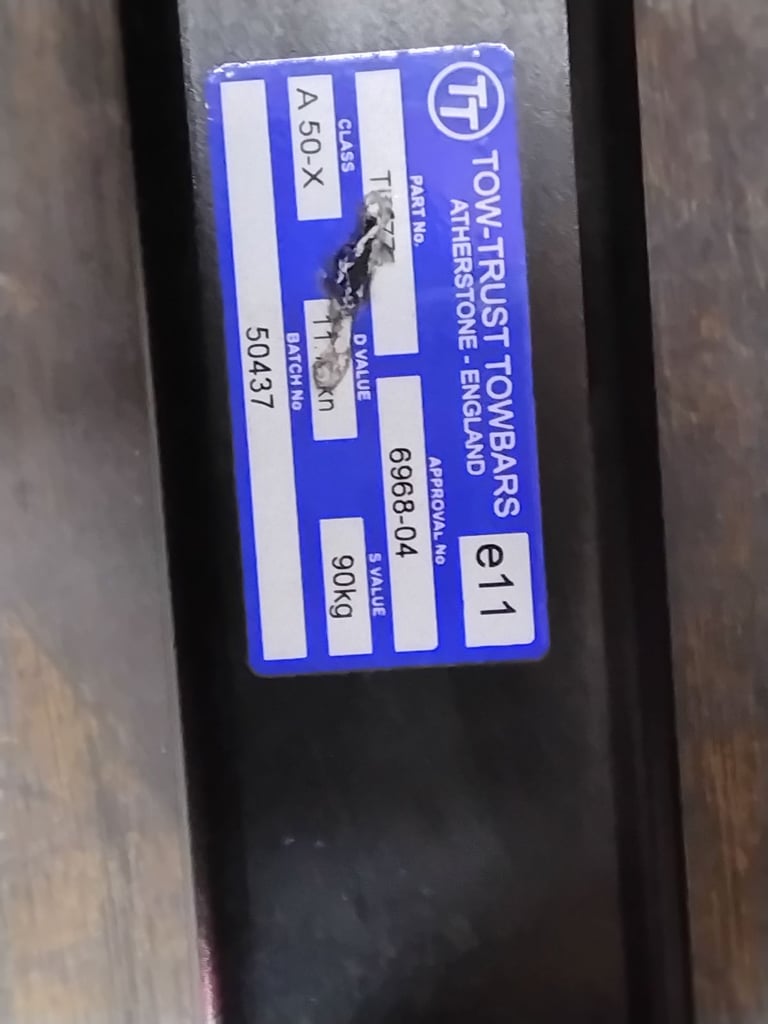 TT
TOW-TRUST TOWBARS
ATHERSTONE - ENGLAND
e11
PART No.
APPROVAL No
6968-04
CLASS
A 50-X
D VALUE
kn
S VALUE
90kg
BATCH No
50437